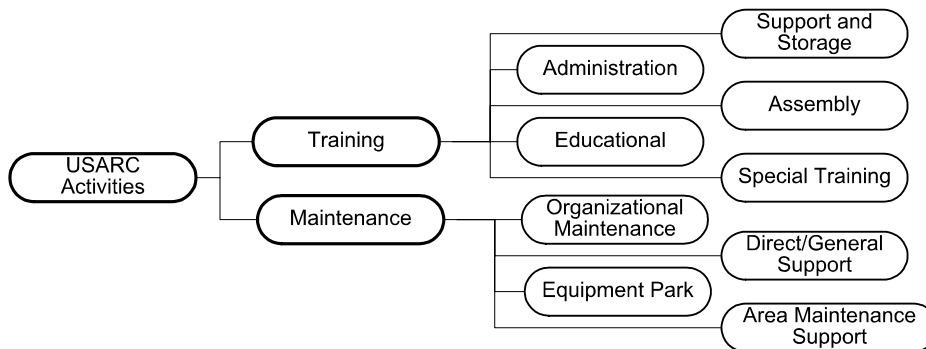 Support and
Storage
Administration
Assembly
Training
Educational
USARC
Activities
Special Training
Maintenance
Organizational
Maintenance
Direct/General
Support
Equipment Park
Area Maintenance
Support